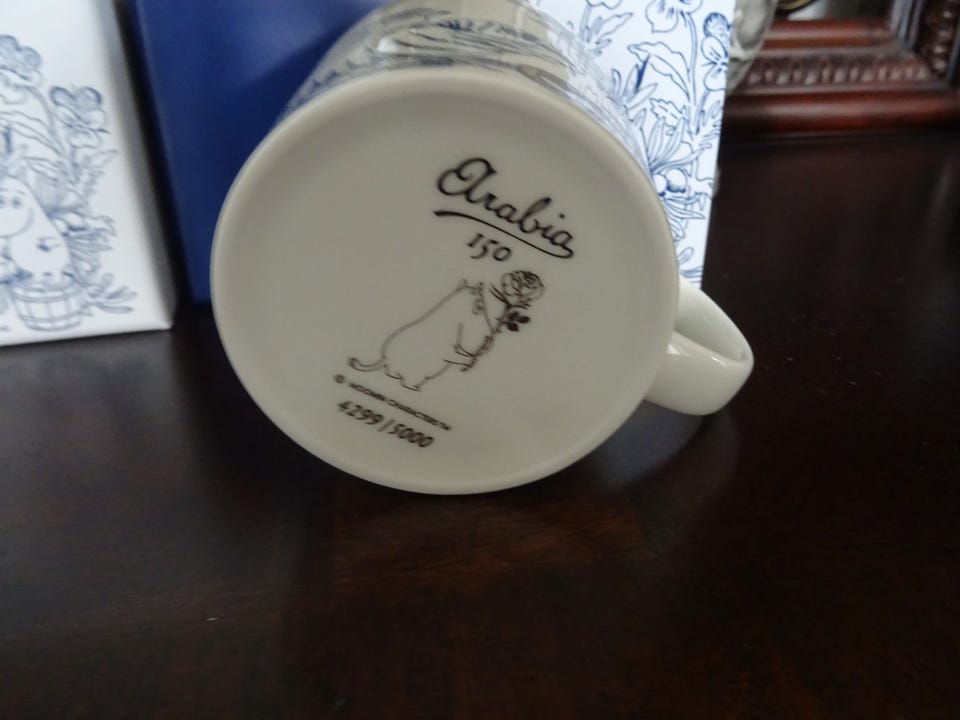 Arabia
150
© MOOMIN CHARACTERS™
4299/5000